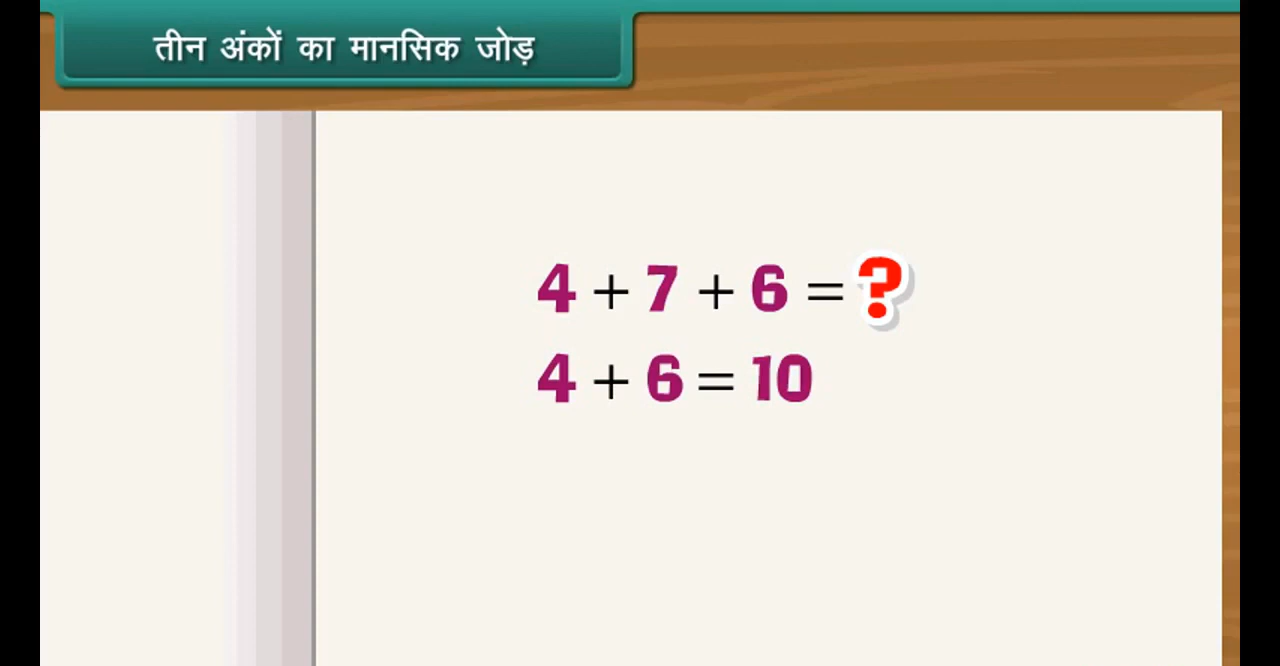 तीन अंकों का मानसिक जोड़
4 + 7 + 6 = ?
4 + 6 = 10